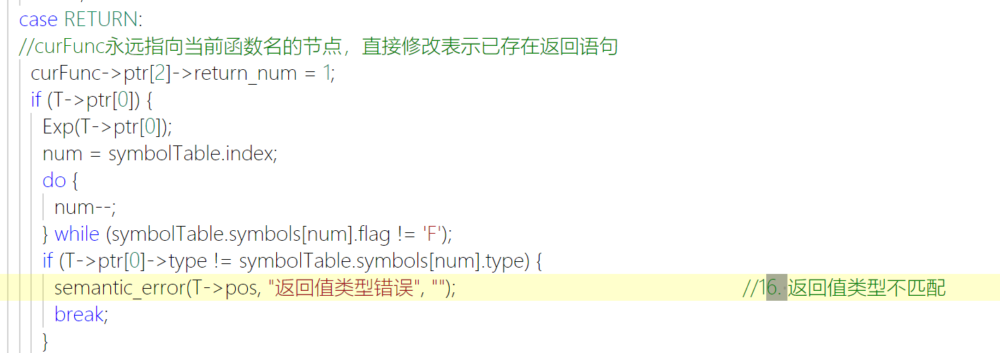 case RETURN:
//curFunc永远指向当前函数名的节点，直接修改表示已存在返回语句
curFunc->ptr[2]->return_num = 1;
if (T->ptr[0]) {
Exp(T->ptr[0]);
num = symbolTable.index;
do {
num--;
} while (symbolTable.symbols[num].flag != 'F');
if (T->ptr[0]->type != symbolTable.symbols[num].type) {
semantic_error(T->pos, "返回值类型错误", ""); //16. 返回值类型不匹配
break;
}